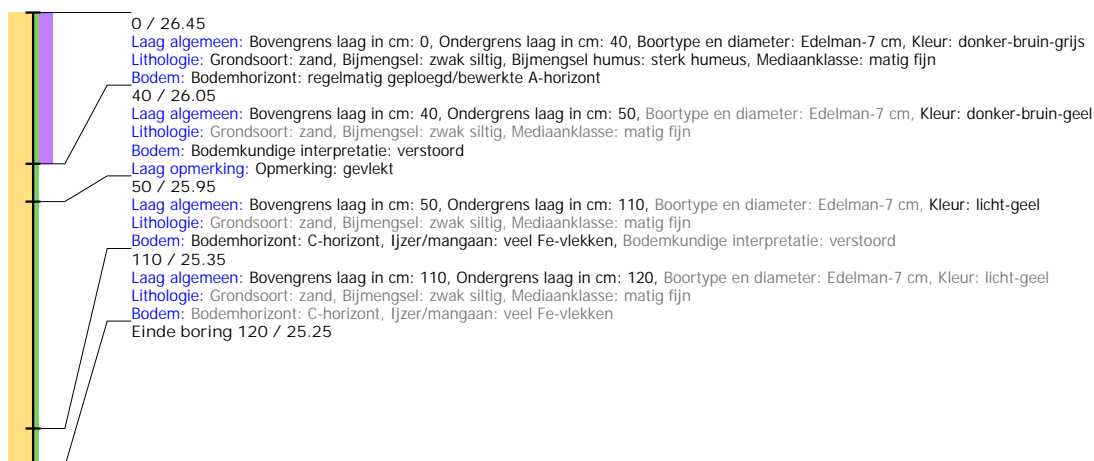 0 / 26.45
Laag algemeen: Bovengrens laag in cm: 0, Ondergrens laag in cm: 40, Boortype en diameter: Edelman-7 cm, Kleur: donker-bruin-grijs
Lithologie: Grondsoort: zand, Bijmengsel: zwak siltig, Bijmengsel humus: sterk humeus, Mediaanklasse: matig fijn
Bodem: Bodemhorizont: regelmatig geploegd/bewerkte A-horizont
40 / 26.05
Laag algemeen: Bovengrens laag in cm: 40, Ondergrens laag in cm: 50, Boortype en diameter: Edelman-7 cm, Kleur: donker-bruin-geel
Lithologie: Grondsoort: zand, Bijmengsel: zwak siltig, Mediaanklasse: matig fijn
Bodem: Bodemkundige interpretatie: verstoord
Laag opmerking: Opmerking: gevlekt
50 / 25.95
Laag algemeen: Bovengrens laag in cm: 50, Ondergrens laag in cm: 110, Boortype en diameter: Edelman-7 cm, Kleur: licht-geel
Lithologie: Grondsoort: zand, Bijmengsel: zwak siltig, Mediaanklasse: matig fijn
Bodem: Bodemhorizont: C-horizont, Ijzer/mangaan: veel Fe-vlekken, Bodemkundige interpretatie: verstoord
110 / 25.35
Laag algemeen: Bovengrens laag in cm: 110, Ondergrens laag in cm: 120, Boortype en diameter: Edelman-7 cm, Kleur: licht-geel
Lithologie: Grondsoort: zand, Bijmengsel: zwak siltig, Mediaanklasse: matig fijn
Bodem: Bodemhorizont: C-horizont, Ijzer/mangaan: veel Fe-vlekken
Einde boring 120 / 25.25